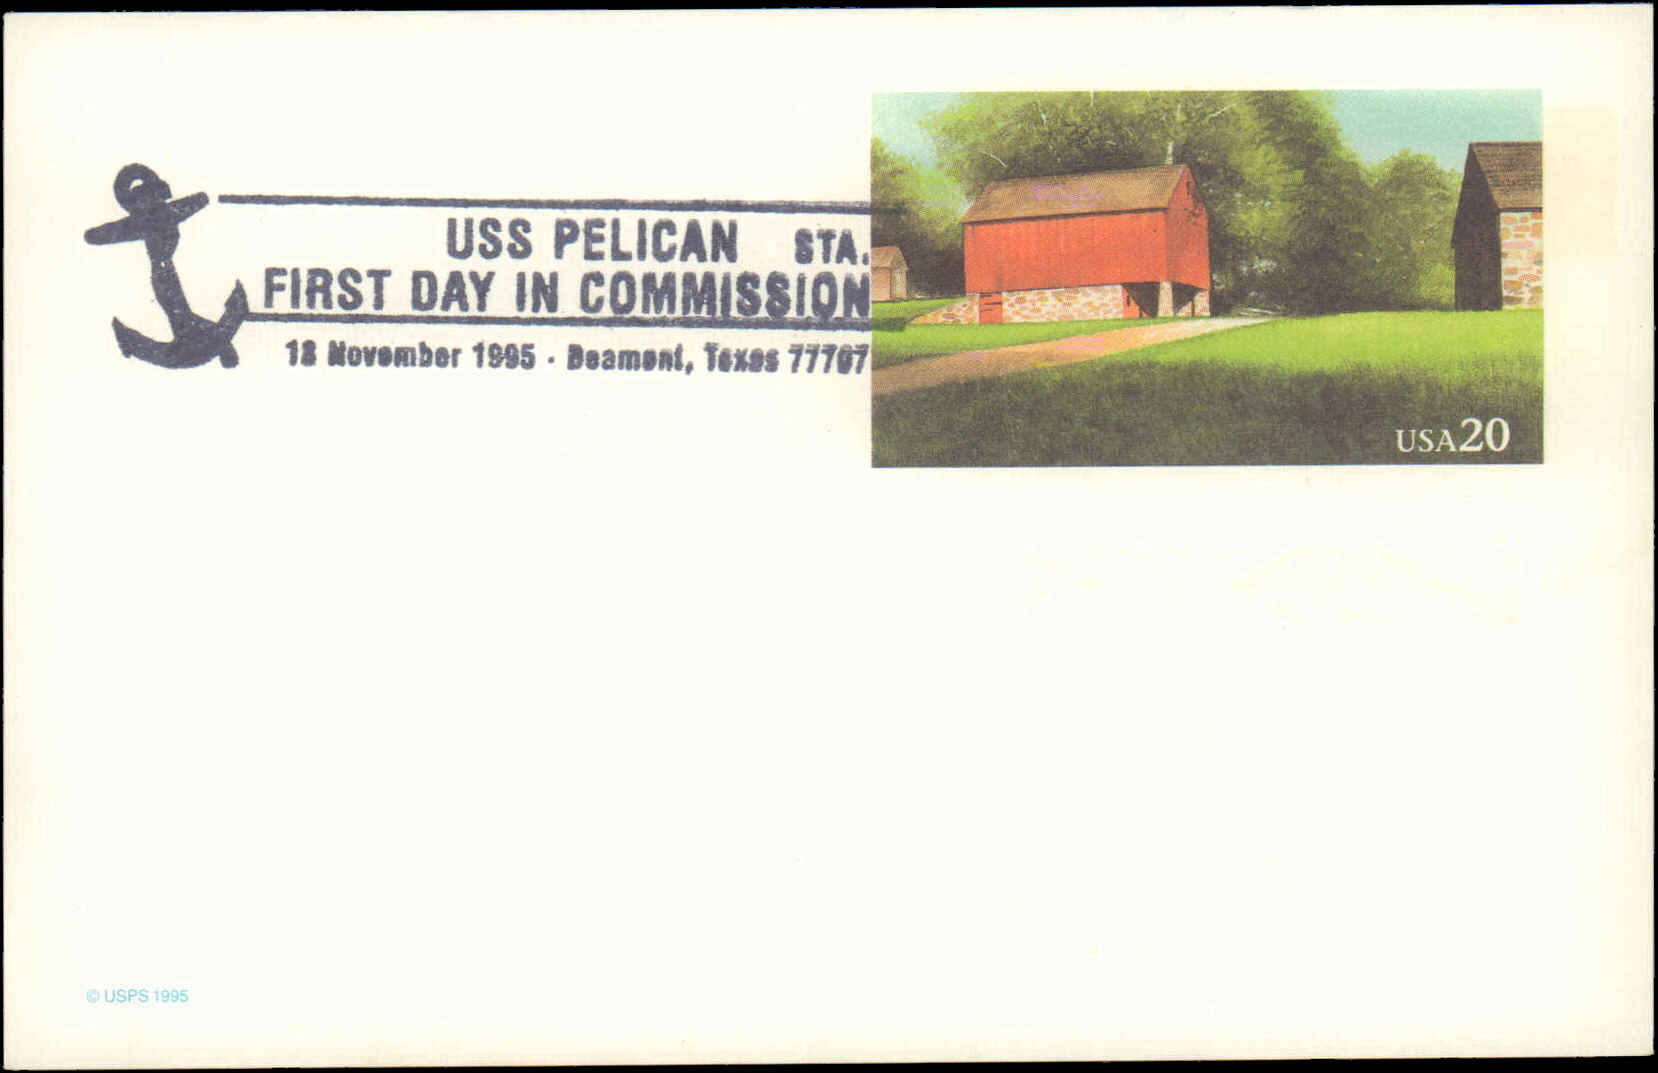 USS PELICAN STA.
FIRST DAY IN COMMISSION
18 November 1995 · Beamont, Texas 77707
USA20
© USPS 1995